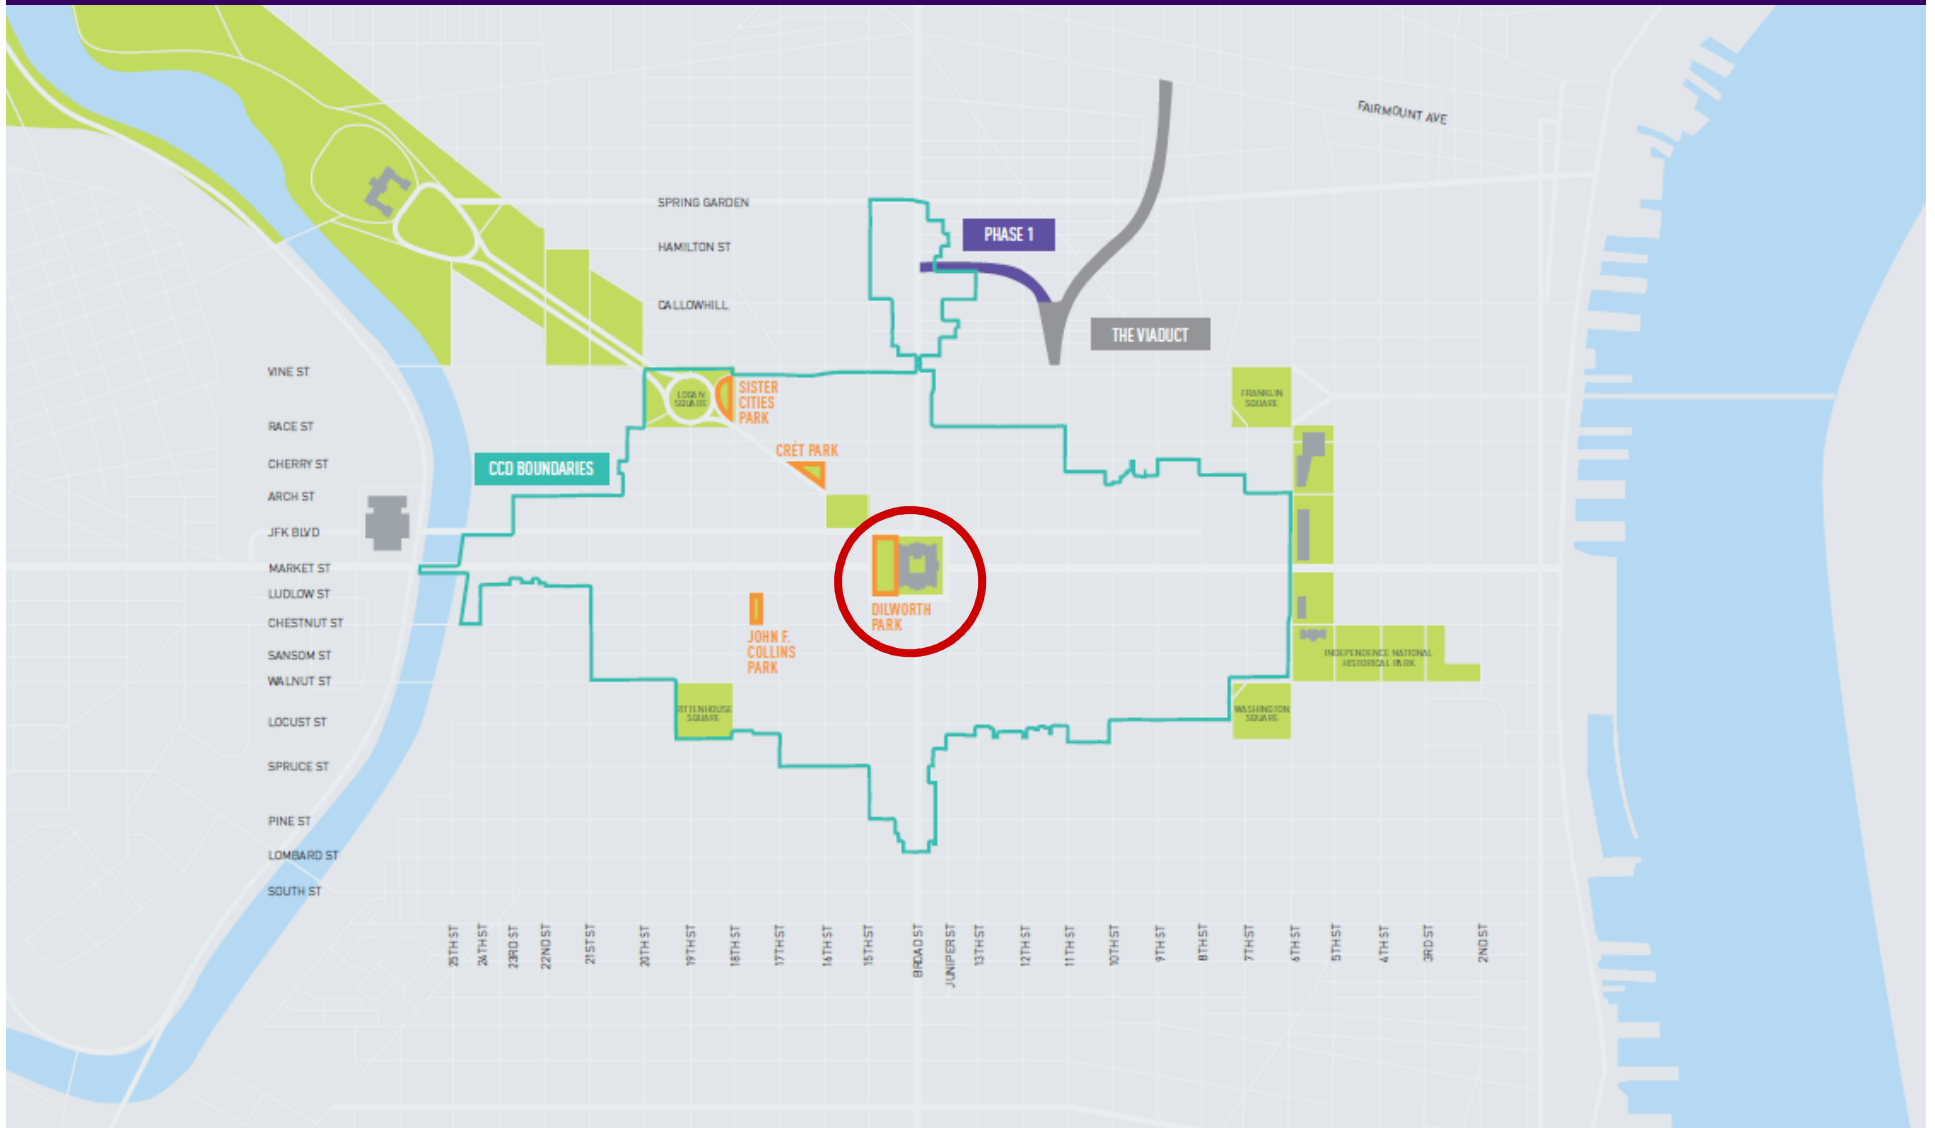 FAIRMOUNT AVE
SPRING GARDEN
PHASE 1
HAMILTON ST
CALLOWHILL
THE VIADUCT
VINE ST
SISTER
CITIES
PARK
LOGAN
SQUARE
FRANKLIN
SQUARE
RACE ST
CRÉT PARK
CHERRY ST
CCD BOUNDARIES
ARCH ST
JFK BLVD
MARKET ST
LUDLOW ST
DILWORTH
PARK
CHESTNUT ST
JOHN F.
COLLINS
PARK
SANSOM ST
INDEPENDENCE NATIONAL
HISTORICAL PARK
WALNUT ST
RITTENHOUSE
SQUARE
WASHINGTON
SQUARE
LOCUST ST
SPRUCE ST
PINE ST
LOMBARD ST
SOUTH ST
25TH ST
24TH ST
23RD ST
22ND ST
21ST ST
20TH ST
19TH ST
18TH ST
17TH ST
16TH ST
15TH ST
BROAD ST
JUNIPER ST
13TH ST
12TH ST
11TH ST
10TH ST
9TH ST
8TH ST
7TH ST
6TH ST
5TH ST
4TH ST
3RD ST
2ND ST